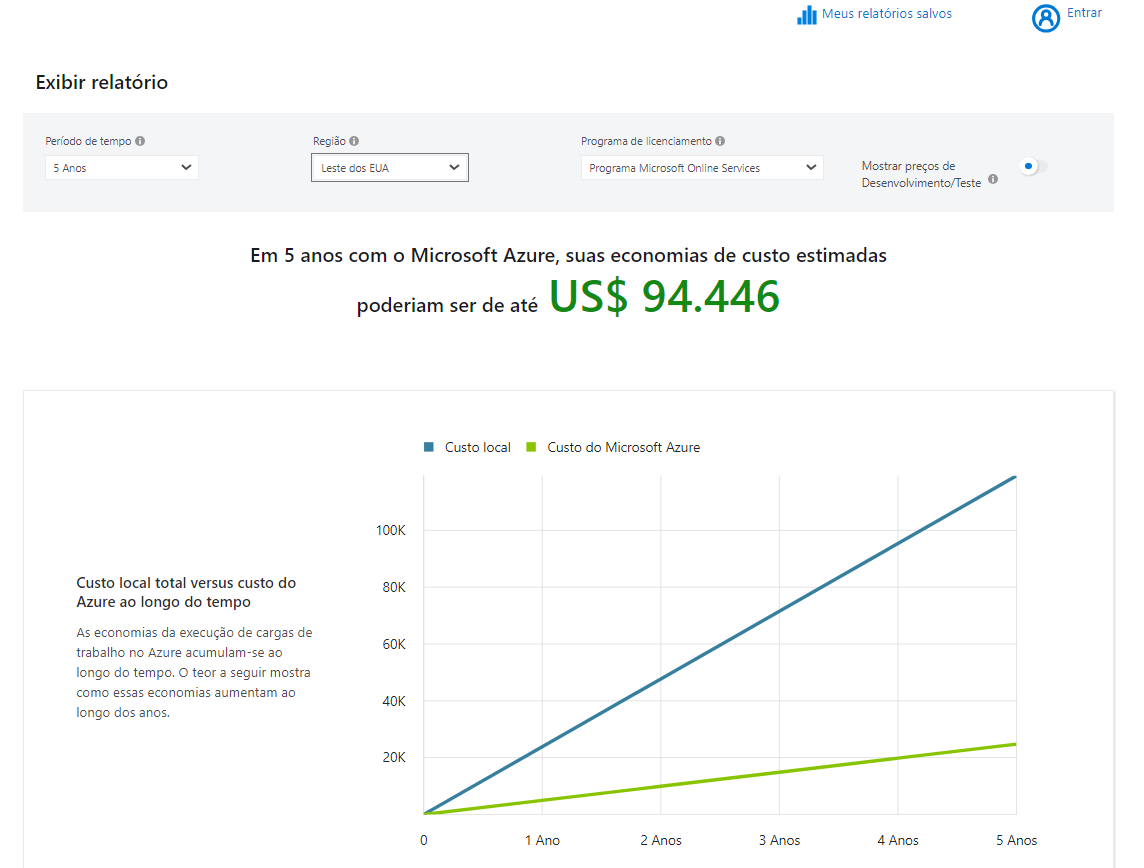 Meus relatórios salvos
Entrar
Exibir relatório
Período de tempo
Região
Programa de licenciamento
5 Anos
Leste dos EUA
Programa Microsoft Online Services
Mostrar preços de
Desenvolvimento/Teste
Em 5 anos com o Microsoft Azure, suas economias de custo estimadas
poderiam ser de até US$ 94.446
Custo local
Custo do Microsoft Azure
Custo local total versus custo do
Azure ao longo do tempo
As economias da execução de cargas de
trabalho no Azure acumulam-se ao
longo do tempo. O teor a seguir mostra
como essas economias aumentam ao
longo dos anos.
100K
80K
60K
40K
20K
0
1 Ano
2 Anos
3 Anos
4 Anos
5 Anos